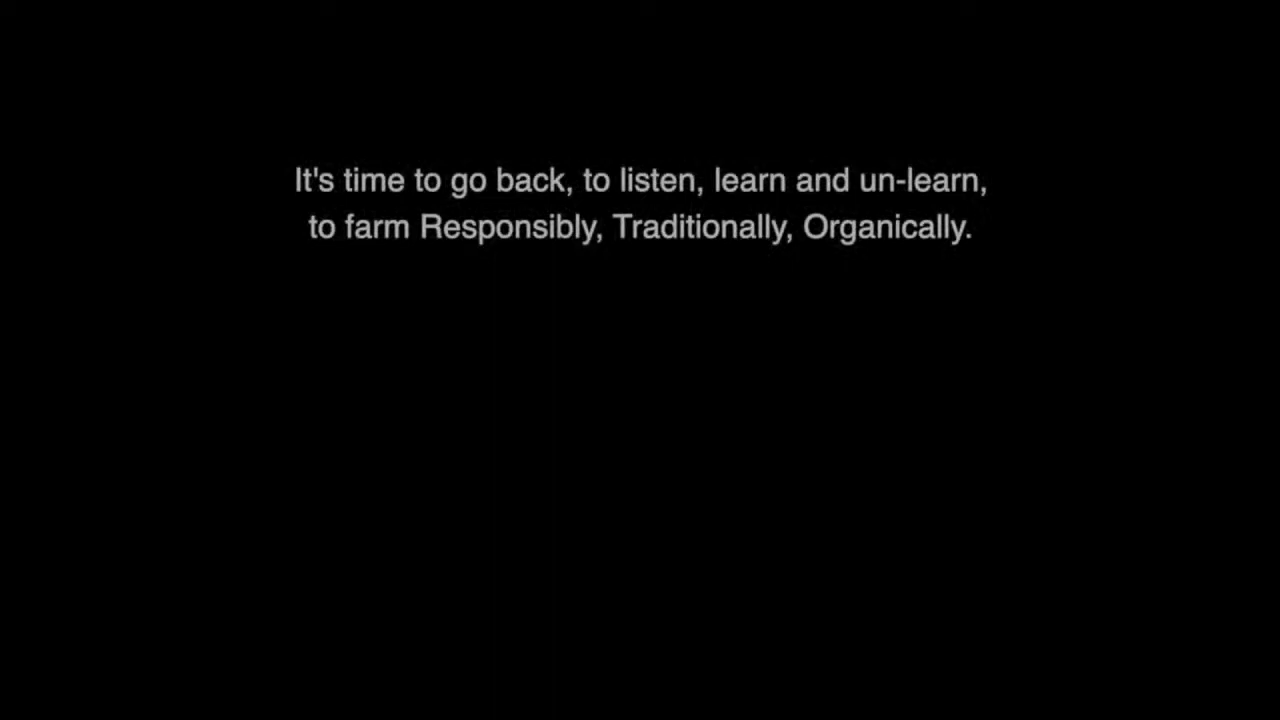 It's time to go back, to listen, learn and un-learn,
to farm Responsibly, Traditionally, Organically.